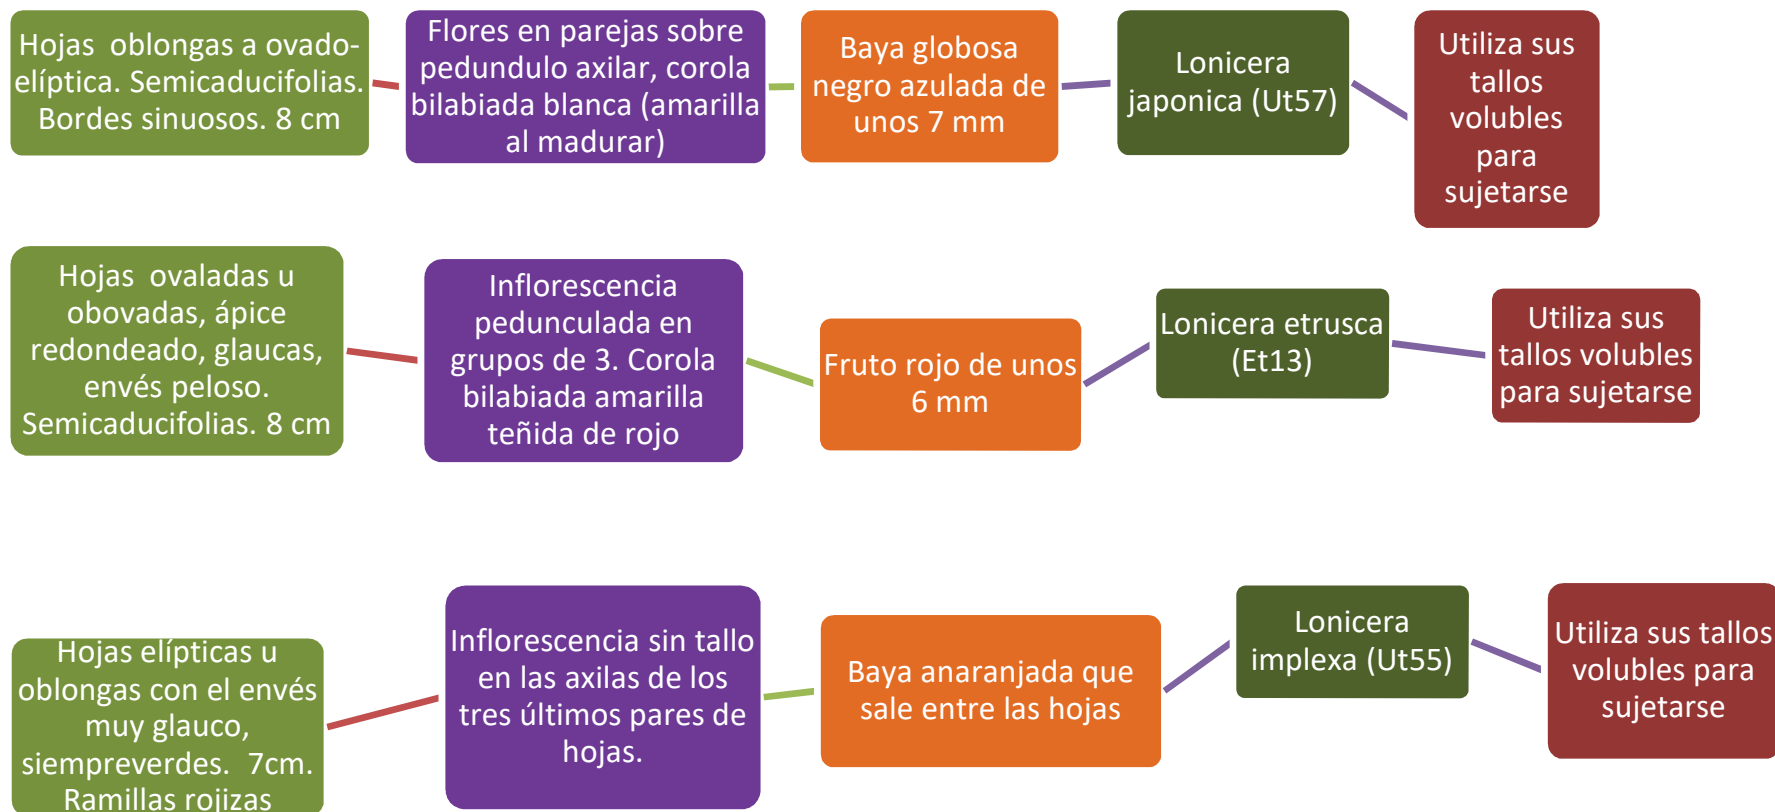 Hojas oblongas a ovado-
elíptica. Semicaducifolias.
Bordes sinuosos. 8 cm
Flores en parejas sobre
pedundulo axilar, corola
bilabiada blanca (amarilla
al madurar)
Baya globosa
negro azulada de
unos 7 mm
Lonicera
japonica (Ut57)
Utiliza sus
tallos
volubles
para
sujetarse
Hojas ovaladas u
obovadas, ápice
redondeado, glaucas,
envés peloso.
Semicaducifolias. 8 cm
Inflorescencia
pedunculada en
grupos de 3. Corola
bilabiada amarilla
teñida de rojo
Fruto rojo de unos
6 mm
Lonicera etrusca
(Et13)
Utiliza sus
tallos volubles
para sujetarse
Hojas elípticas u
oblongas con el envés
muy glauco,
siempreverdes. 7cm.
Ramillas rojizas
Inflorescencia sin tallo
en las axilas de los
tres últimos pares de
hojas.
Baya anaranjada que
sale entre las hojas
Lonicera
implexa (Ut55)
Utiliza sus tallos
volubles para
sujetarse